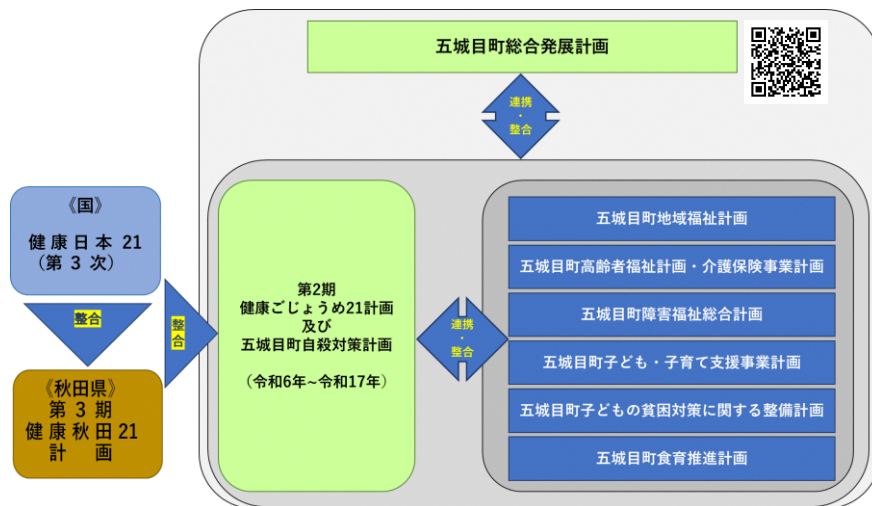 五城目町総合発展計画
連携
・
整合
《国》
健康日本 21
（第 3 次）
整合
《秋田県》
第 3 期
健康秋田 21
計 画
整合
第2期
健康ごじょうめ21計画
及び
五城目町自殺対策計画
（令和6年~令和17年）
連携
・
整合
五城目町地域福祉計画
五城目町高齢者福祉計画・介護保険事業計画
五城目町障害福祉総合計画
五城目町子ども・子育て支援事業計画
五城目町子どもの貧困対策に関する整備計画
五城目町食育推進計画